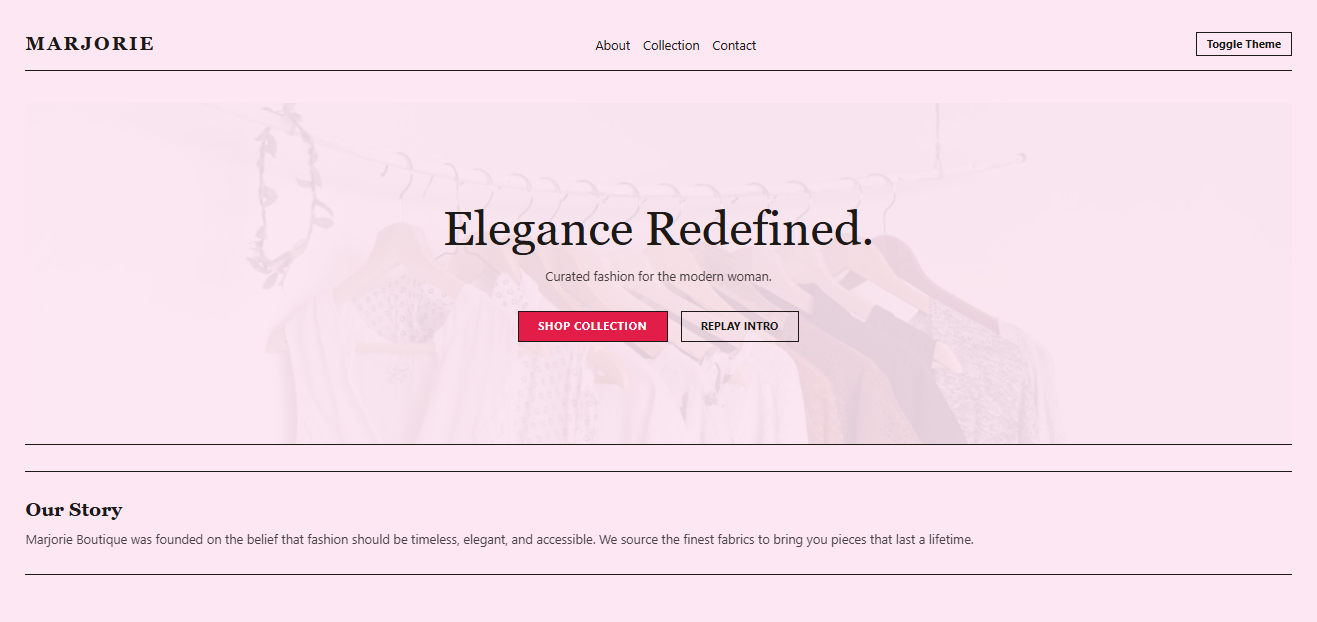 MARJORIE
About Collection Contact
Toggle Theme
Elegance Redefined.
Curated fashion for the modern woman.
SHOP COLLECTION
REPLAY INTRO
Our Story
Marjorie Boutique was founded on the belief that fashion should be timeless, elegant, and accessible. We source the finest fabrics to bring you pieces that last a lifetime.